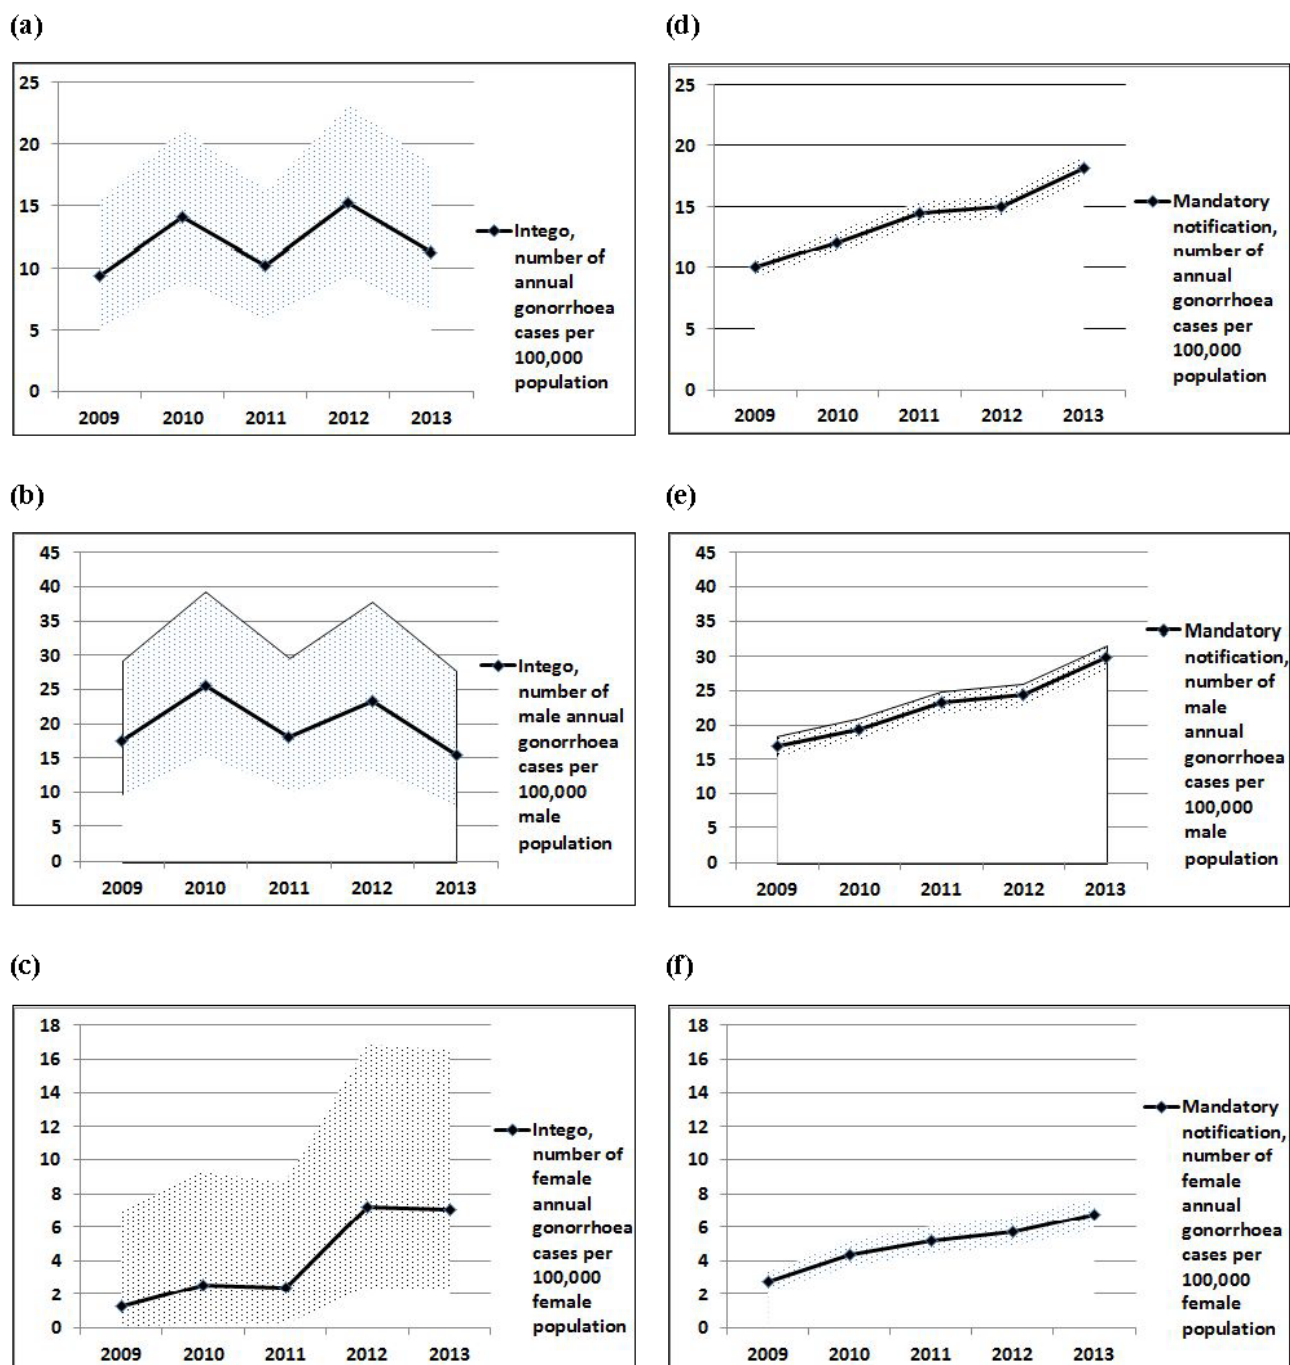 (a)
25
20
15
10
5
0
2009 2010 2011 2012 2013
Intego,
number of
annual
gonorrhoea
cases per
100,000
population
(d)
25
20
15
10
5
0
2009 2010 2011 2012 2013
Mandatory
notification,
number of
annual
gonorrhoea
cases per
100,000
population
(b)
45
40
35
30
25
20
15
10
5
0
2009 2010 2011 2012 2013
Intego,
number of
male annual
gonorrhoea
cases per
100,000
male
population
(e)
45
40
35
30
25
20
15
10
5
0
2009 2010 2011 2012 2013
Mandatory
notification,
number of
male
annual
gonorrhoea
cases per
100,000
male
population
(c)
18
16
14
12
10
8
6
4
2
0
2009 2010 2011 2012 2013
Intego,
number of
female
annual
gonorrhoea
cases per
100,000
female
population
(f)
18
16
14
12
10
8
6
4
2
0
2009 2010 2011 2012 2013
Mandatory
notification,
number of
female
annual
gonorrhoea
cases per
100,000
female
population